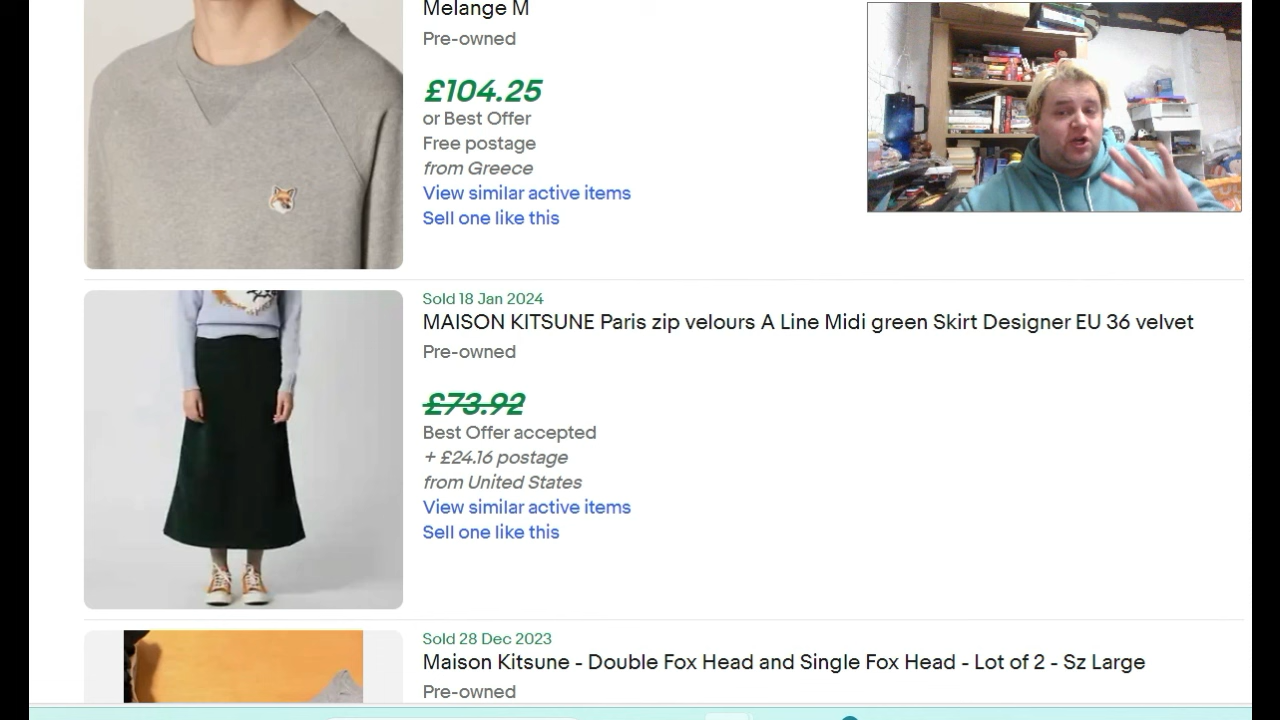 Melange M
Pre-owned
£104.25
or Best Offer
Free postage
from Greece
View similar active items
Sell one like this
Sold 18 Jan 2024
MAISON KITSUNE Paris zip velours A Line Midi green Skirt Designer EU 36 velvet
Pre-owned
£73.92
Best Offer accepted
+ £24.16 postage
from United States
View similar active items
Sell one like this
Sold 28 Dec 2023
Maison Kitsune - Double Fox Head and Single Fox Head - Lot of 2 - Sz Large
Pre-owned